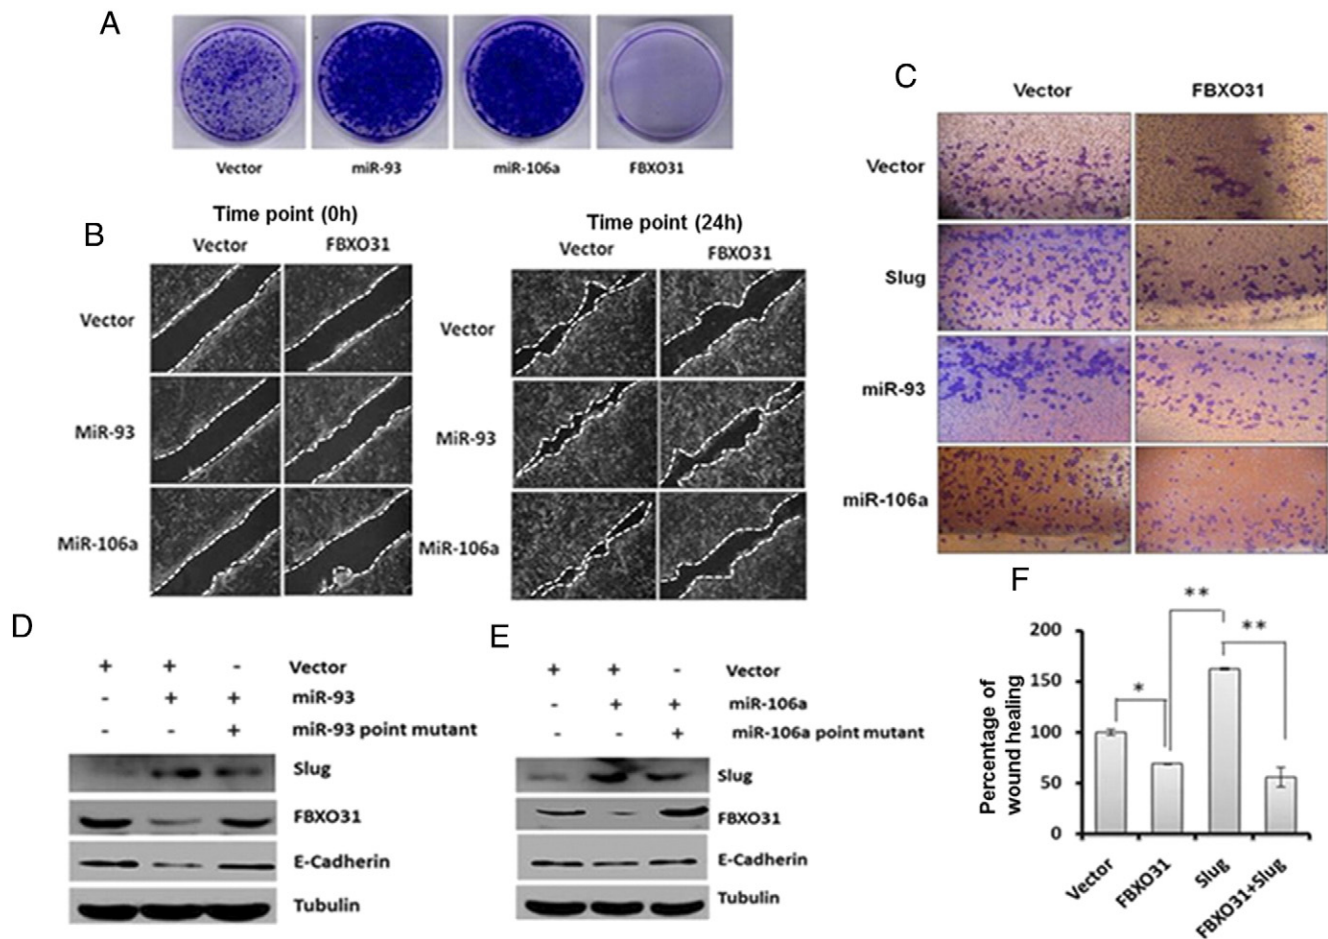 A
Vector
miR-93
miR-106a
FBXO31
B
Time point (0h)
Vector
FBXO31
Vector
MiR-93
MiR-106a
Time point (24h)
Vector
FBXO31
Vector
MiR-93
MiR-106a
C
Vector
FBXO31
Vector
Slug
miR-93
miR-106a
D
+ + - Vector
- + + miR-93
- - + miR-93 point mutant
Slug
FBXO31
E-Cadherin
Tubulin
E
+ + - Vector
- + + miR-106a
- - + miR-106a point mutant
Slug
FBXO31
E-Cadherin
Tubulin
F
Percentage of
wound healing
200
150
100
50
0
*
**
**
Vector
FBXO31
Slug
FBXO31+Slug